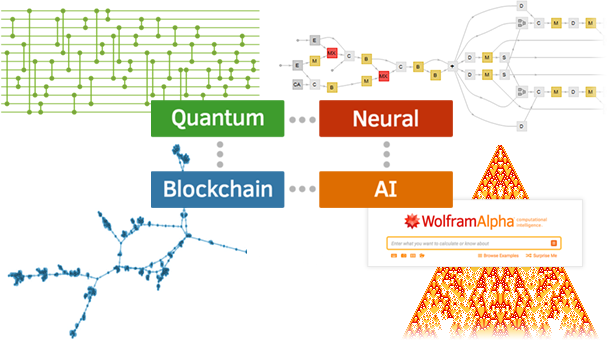 Quantum
Neural
Blockchain
AI
E
E
CA
M
MX
C
C
B
B
M
MX
C
B
B
D
M
S
D
M
S
D
C
M
D
M
C
M
D
M
D
WolframAlpha computational intelligence.
Enter what you want to calculate or know about
Browse Examples
Surprise Me